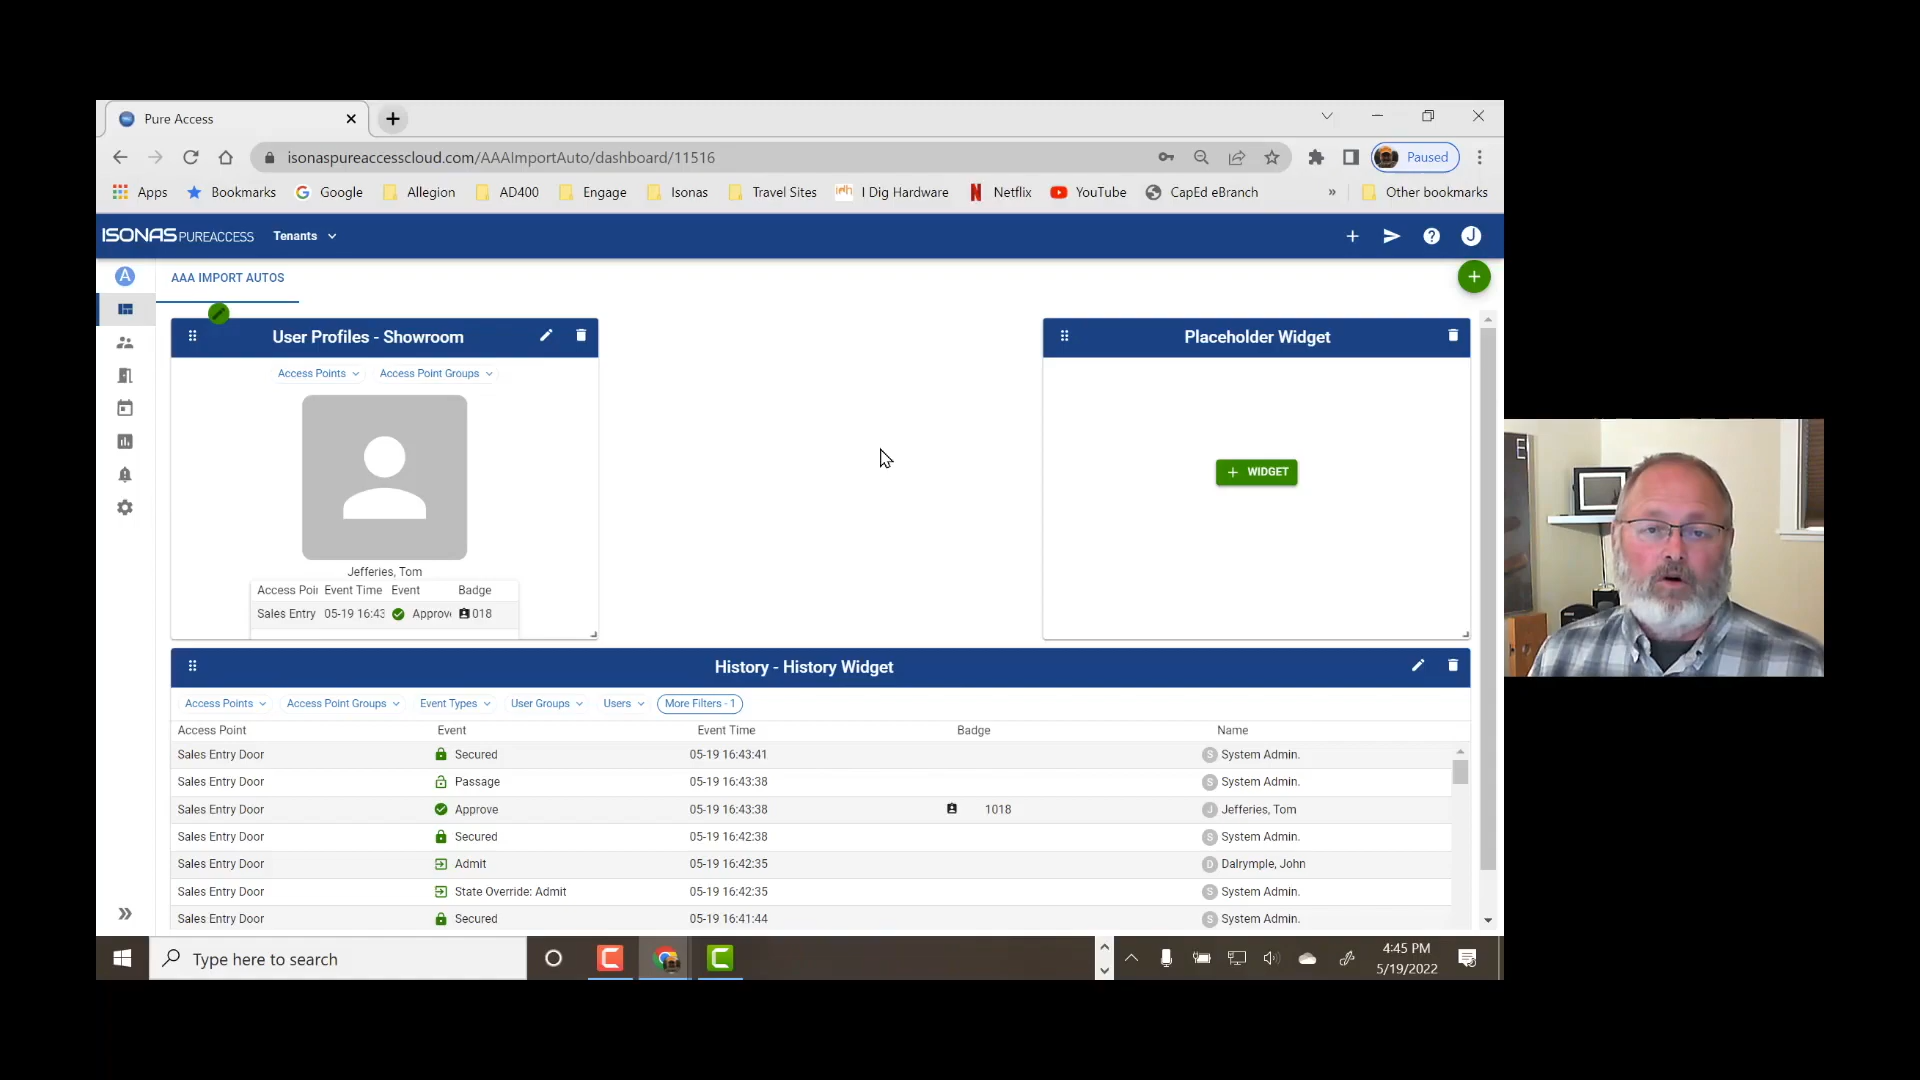 Pure Access
isonaspureaccesscloud.com/AAAImportAuto/dashboard/11516
Paused
Apps Bookmarks Google Allegion AD400 Engage Isonas Travel Sites I Dig Hardware Netflix YouTube CapEd eBranch » Other bookmarks
ISONAS PUREACCESS Tenants
J
A AAA IMPORT AUTOS
User Profiles - Showroom
Access Points Access Point Groups
Jefferies, Tom
Access Poi Event Time Event Badge
Sales Entry 05-19 16:43 Approv 018
Placeholder Widget
+ WIDGET
History - History Widget
Access Points Access Point Groups Event Types User Groups Users More Filters - 1
Access Point Event Event Time Badge Name
Sales Entry Door Secured 05-19 16:43:41 S System Admin.
Sales Entry Door Passage 05-19 16:43:38 S System Admin.
Sales Entry Door Approve 05-19 16:43:38 1018 J Jefferies, Tom
Sales Entry Door Secured 05-19 16:42:38 S System Admin.
Sales Entry Door Admit 05-19 16:42:35 D Dalrymple, John
Sales Entry Door State Override: Admit 05-19 16:42:35 S System Admin.
Sales Entry Door Secured 05-19 16:41:44 S System Admin.
Type here to search
4:45 PM
5/19/2022